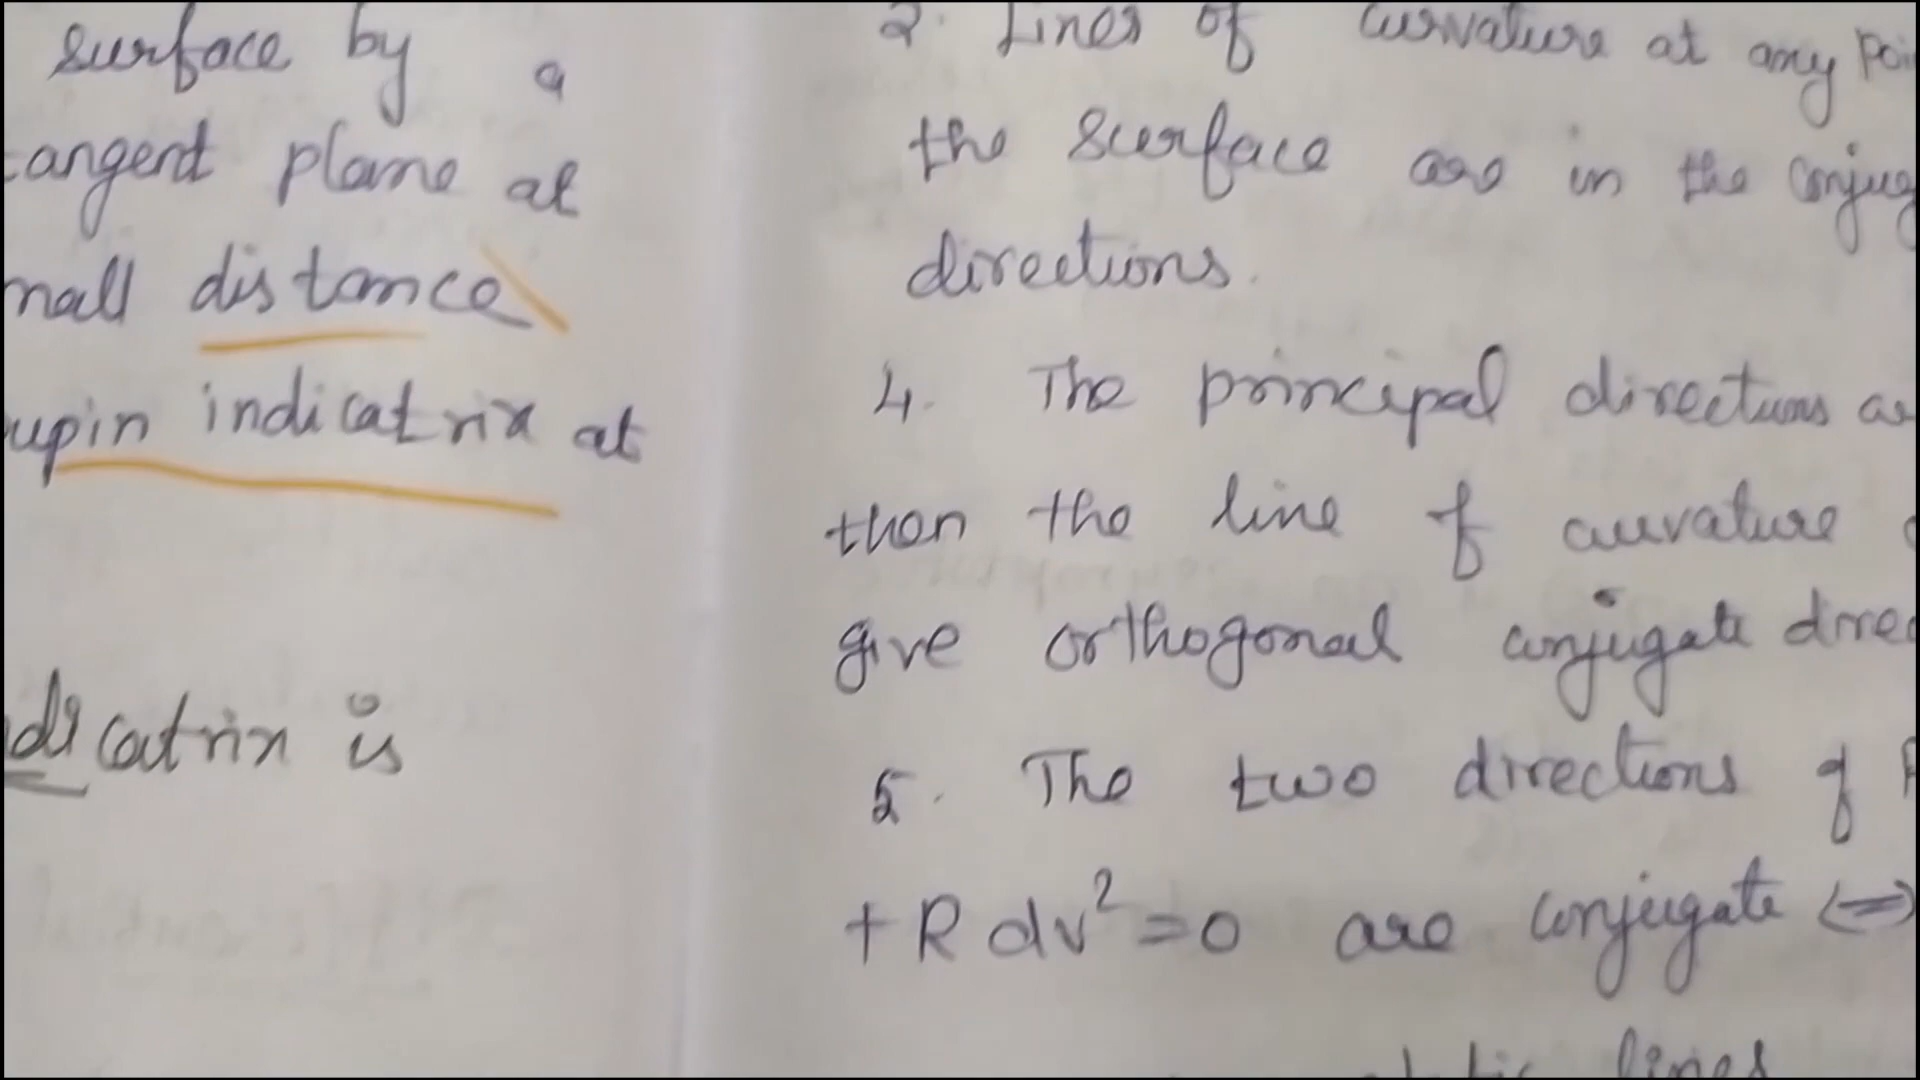 surface by a
tangent plane at
mall distance
upin indicatrix at
dicatrix is
2. Lines of curvature at any poi
the surface are in the conjug
directions.
4. The principal directions a
then the line of curvature
give orthogonal conjugate direc
5. The two directions of P
+ R dv² = 0 are conjugate ⇔
lines